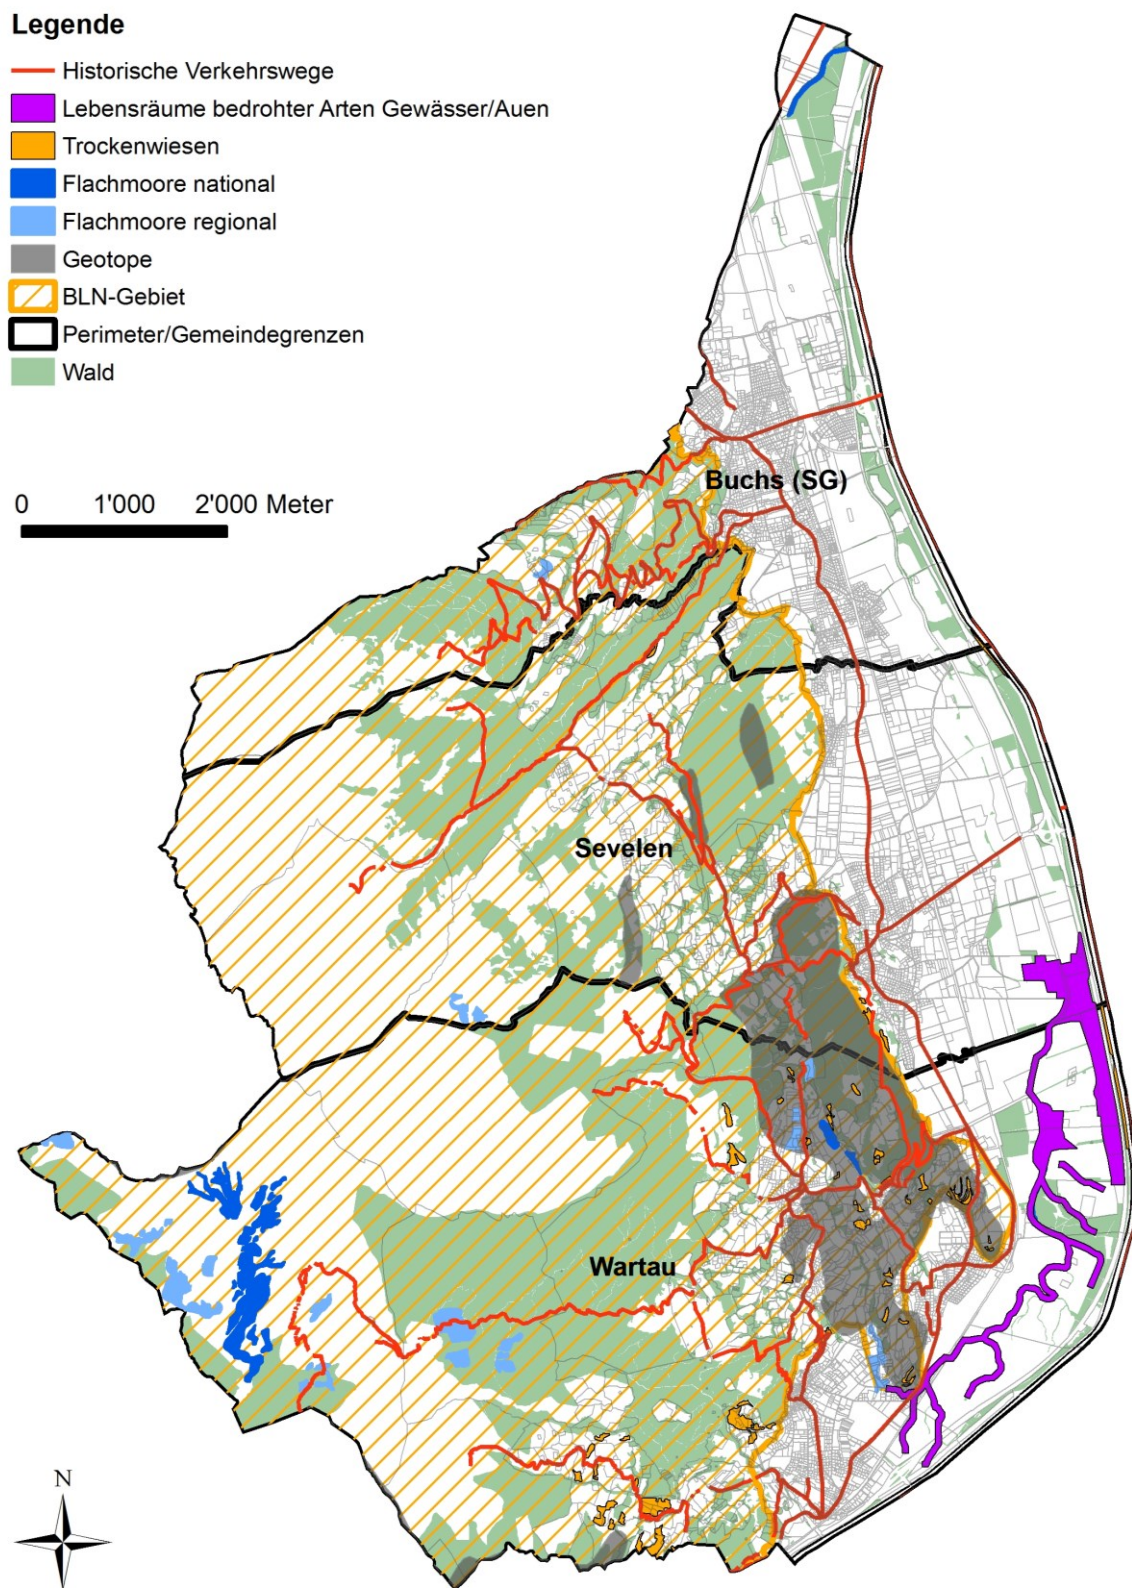 Legende
Historische Verkehrswege
Lebensräume bedrohter Arten Gewässer/Auen
Trockenwiesen
Flachmoore national
Flachmoore regional
Geotope
BLN-Gebiet
Perimeter/Gemeindegrenzen
Wald
0 1'000 2'000 Meter
Buchs (SG)
Sevelen
Wartau
N